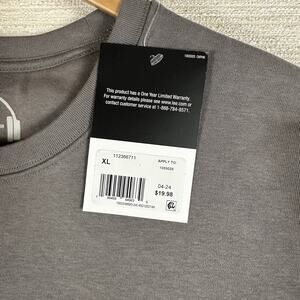 This product has a One Year Limited Warranty.
For warranty details please see www.lee.com or
contact customer service at 1-888-784-8571.
112366711
XL
APPLY TO:
04-24
$19.98